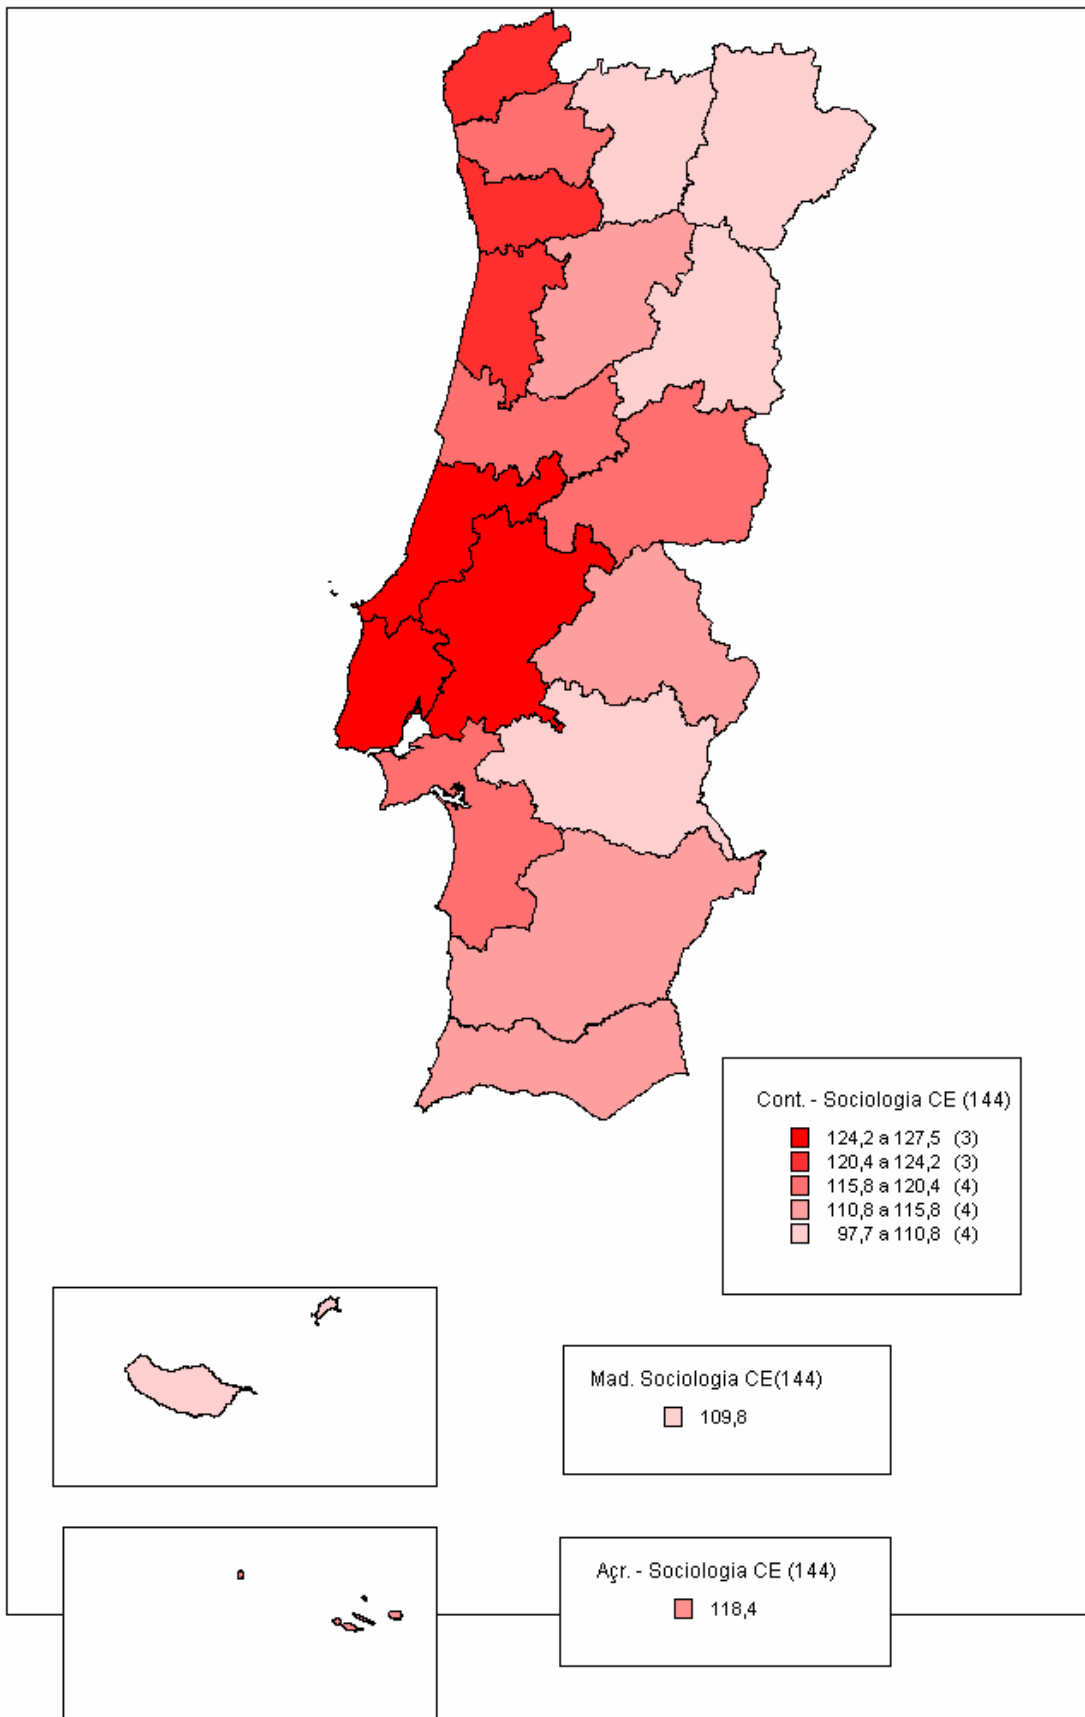 Cont. - Sociologia CE (144)
124,2 a 127,5 (3)
120,4 a 124,2 (3)
115,8 a 120,4 (4)
110,8 a 115,8 (4)
97,7 a 110,8 (4)
Mad. Sociologia CE(144)
109,8
Açr. - Sociologia CE (144)
118,4